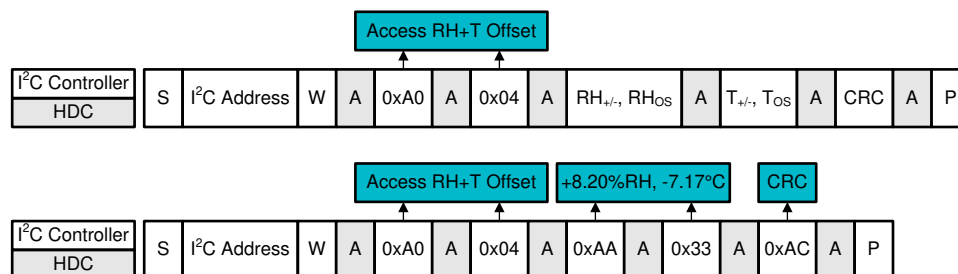 Access RH+T Offset
I²C Controller
HDC
S I²C Address W A 0xA0 A 0x04 A RH+/-, RHOS A T+/-, TOS A CRC A P
Access RH+T Offset +8.20%RH, -7.17°C CRC
I²C Controller
HDC
S I²C Address W A 0xA0 A 0x04 A 0xAA A 0x33 A 0xAC A P